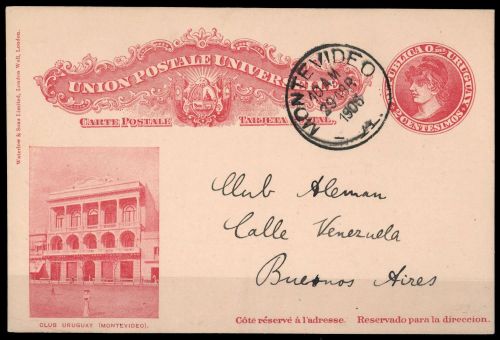 Waterlow & Sons Limited, London Wall, London.
UNION POSTALE UNIVERSELLE
CARTE POSTALE TARJETA POSTAL
MONTEVIDEO
1906
REPUBLICA O. DEL URUGUAY
2 CENTESIMOS
Club Aleman
Calle Venezuela
Buenos Aires
CLUB URUGUAY (MONTEVIDEO).
Côté réservé à l'adresse. Reservado para la direccion.